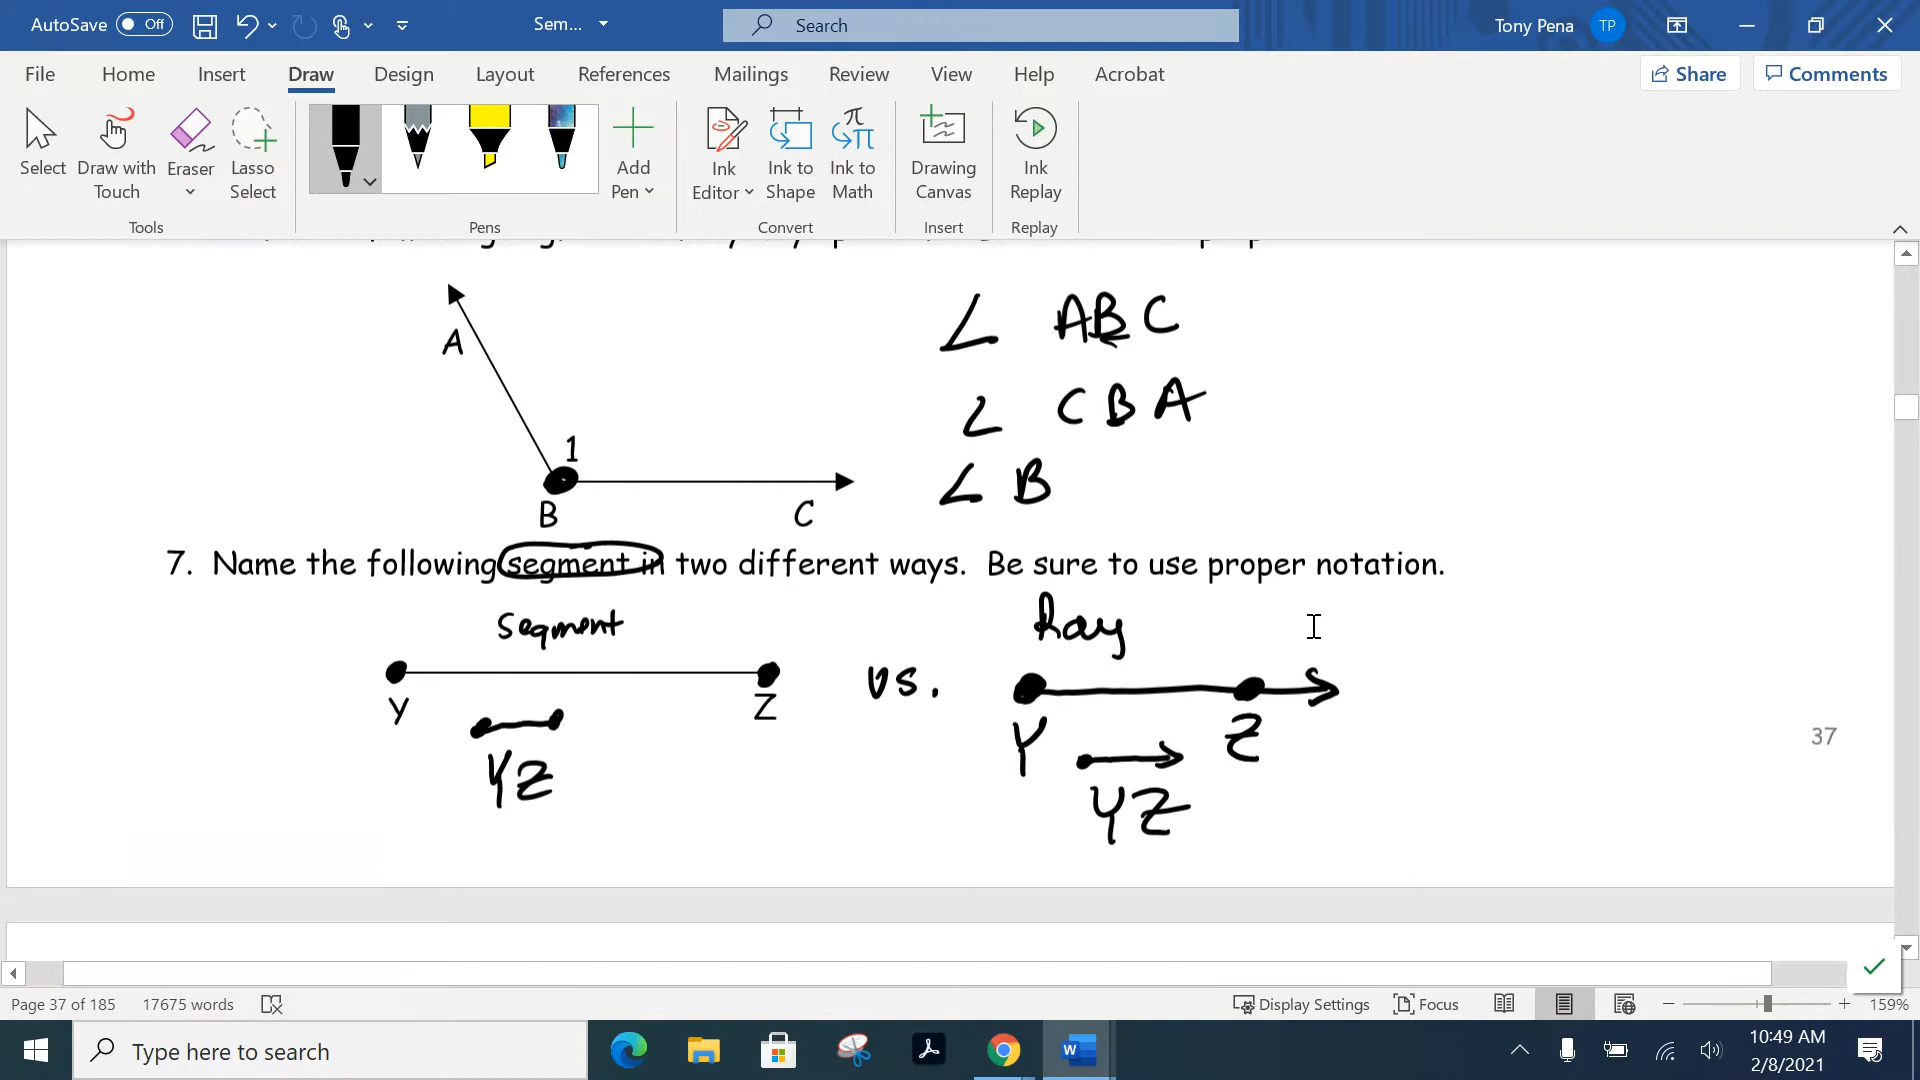 AutoSave Off Sem... Search Tony Pena TP
File Home Insert Draw Design Layout References Mailings Review View Help Acrobat Share Comments
Select Draw with Touch Eraser Lasso Select Add Pen Ink Editor Ink to Shape Ink to Math Drawing Canvas Ink Replay
Tools Pens Convert Insert Replay
A
1
B C
∠ ABC
∠ CBA
∠ B
7. Name the following segment in two different ways. Be sure to use proper notation.
Segment
Y Z
YZ
vs.
Ray
Y Z
YZ
37
Page 37 of 185 17675 words Display Settings Focus 159%
Type here to search 10:49 AM
2/8/2021